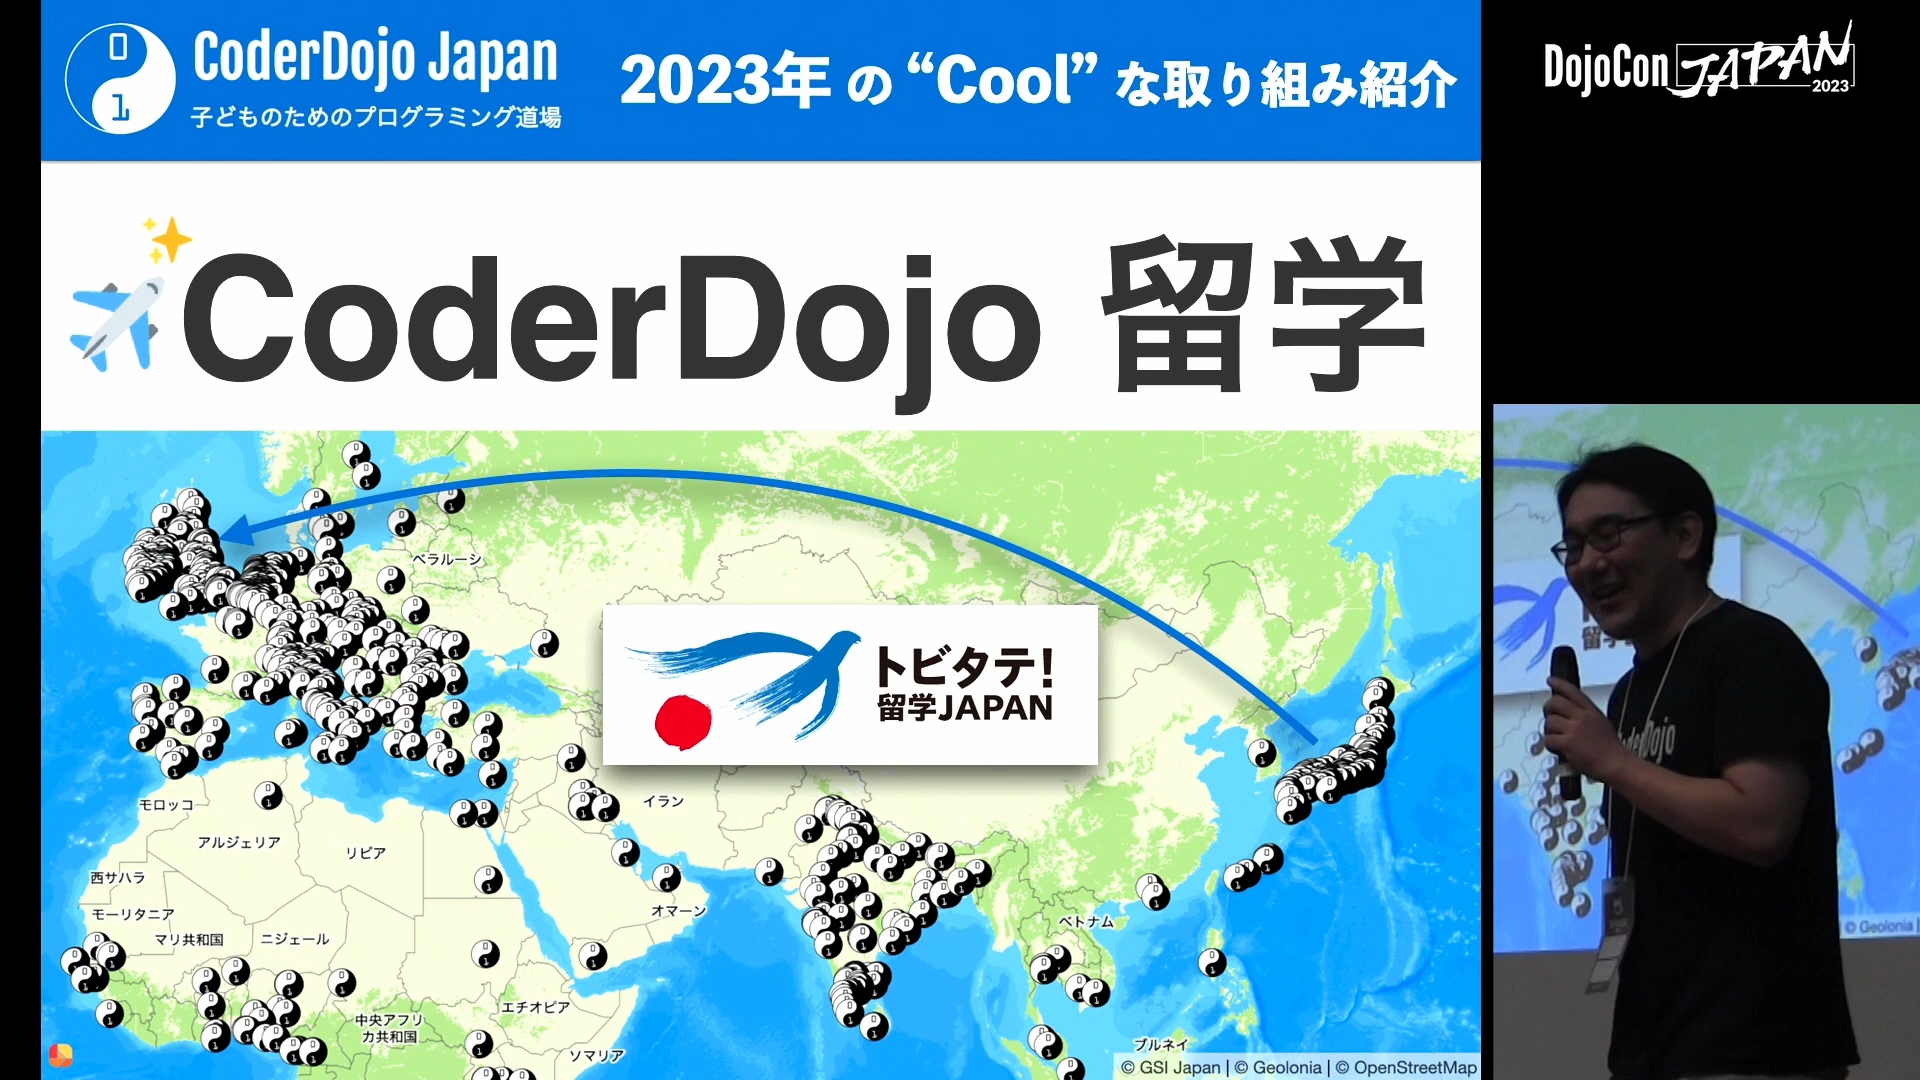 CoderDojo Japan
子どものためのプログラミング道場
2023年 の “Cool” な取り組み紹介
DojoCon JAPAN
2023
CoderDojo 留学
トビタテ!
留学JAPAN
ベラルーシ
イラン
モロッコ
アルジェリア
リビア
西サハラ
モーリタニア
マリ共和国
ニジェール
オマーン
ベトナム
エチオピア
中央アフリ
カ共和国
ソマリア
ブルネイ
© GSI Japan | © Geolonia | © OpenStreetMap
CoderDojo
© Geolonia |